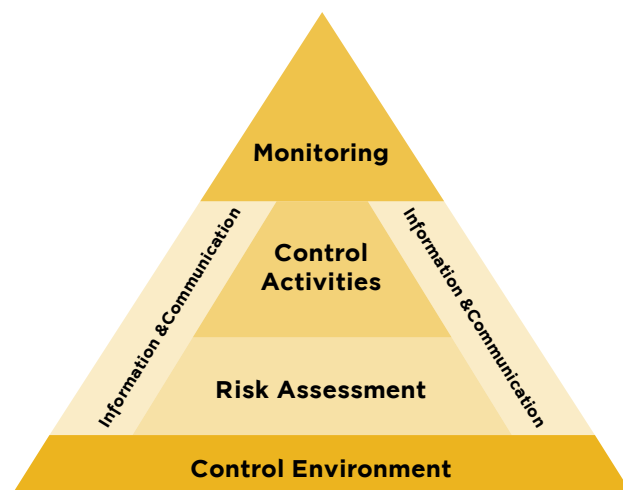 Monitoring
Information &Communication
Control
Activities
Information &Communication
Risk Assessment
Control Environment